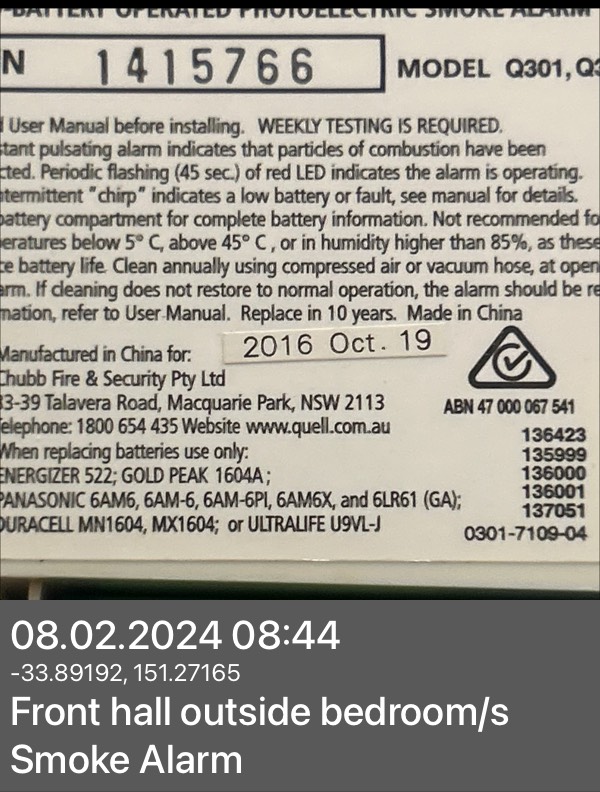 BATTERY OPERATED PHOTOELECTRIC SMOKE ALARM
N 1415766 MODEL Q301,
User Manual before installing. WEEKLY TESTING IS REQUIRED.
stant pulsating alarm indicates that particles of combustion have been
cted. Periodic flashing (45 sec.) of red LED indicates the alarm is operating.
ntermittent "chirp" indicates a low battery or fault, see manual for details.
battery compartment for complete battery information. Not recommended fo
peratures below 5° C, above 45° C, or in humidity higher than 85%, as these
ce battery life. Clean annually using compressed air or vacuum hose, at open
arm. If cleaning does not restore to normal operation, the alarm should be re
mation, refer to User Manual. Replace in 10 years. Made in China
Manufactured in China for: 2016 Oct. 19
Chubb Fire & Security Pty Ltd
33-39 Talavera Road, Macquarie Park, NSW 2113
ABN 47 000 067 541
elephone: 1800 654 435 Website www.quell.com.au
When replacing batteries use only:
ENERGIZER 522; GOLD PEAK 1604A;
PANASONIC 6AM6, 6AM-6, 6AM-6PI, 6AM6X, and 6LR61 (GA);
DURACELL MN1604, MX1604; or ULTRALIFE U9VL-J
136423
135999
136000
136001
137051
0301-7109-04
08.02.2024 08:44
-33.89192, 151.27165
Front hall outside bedroom/s
Smoke Alarm